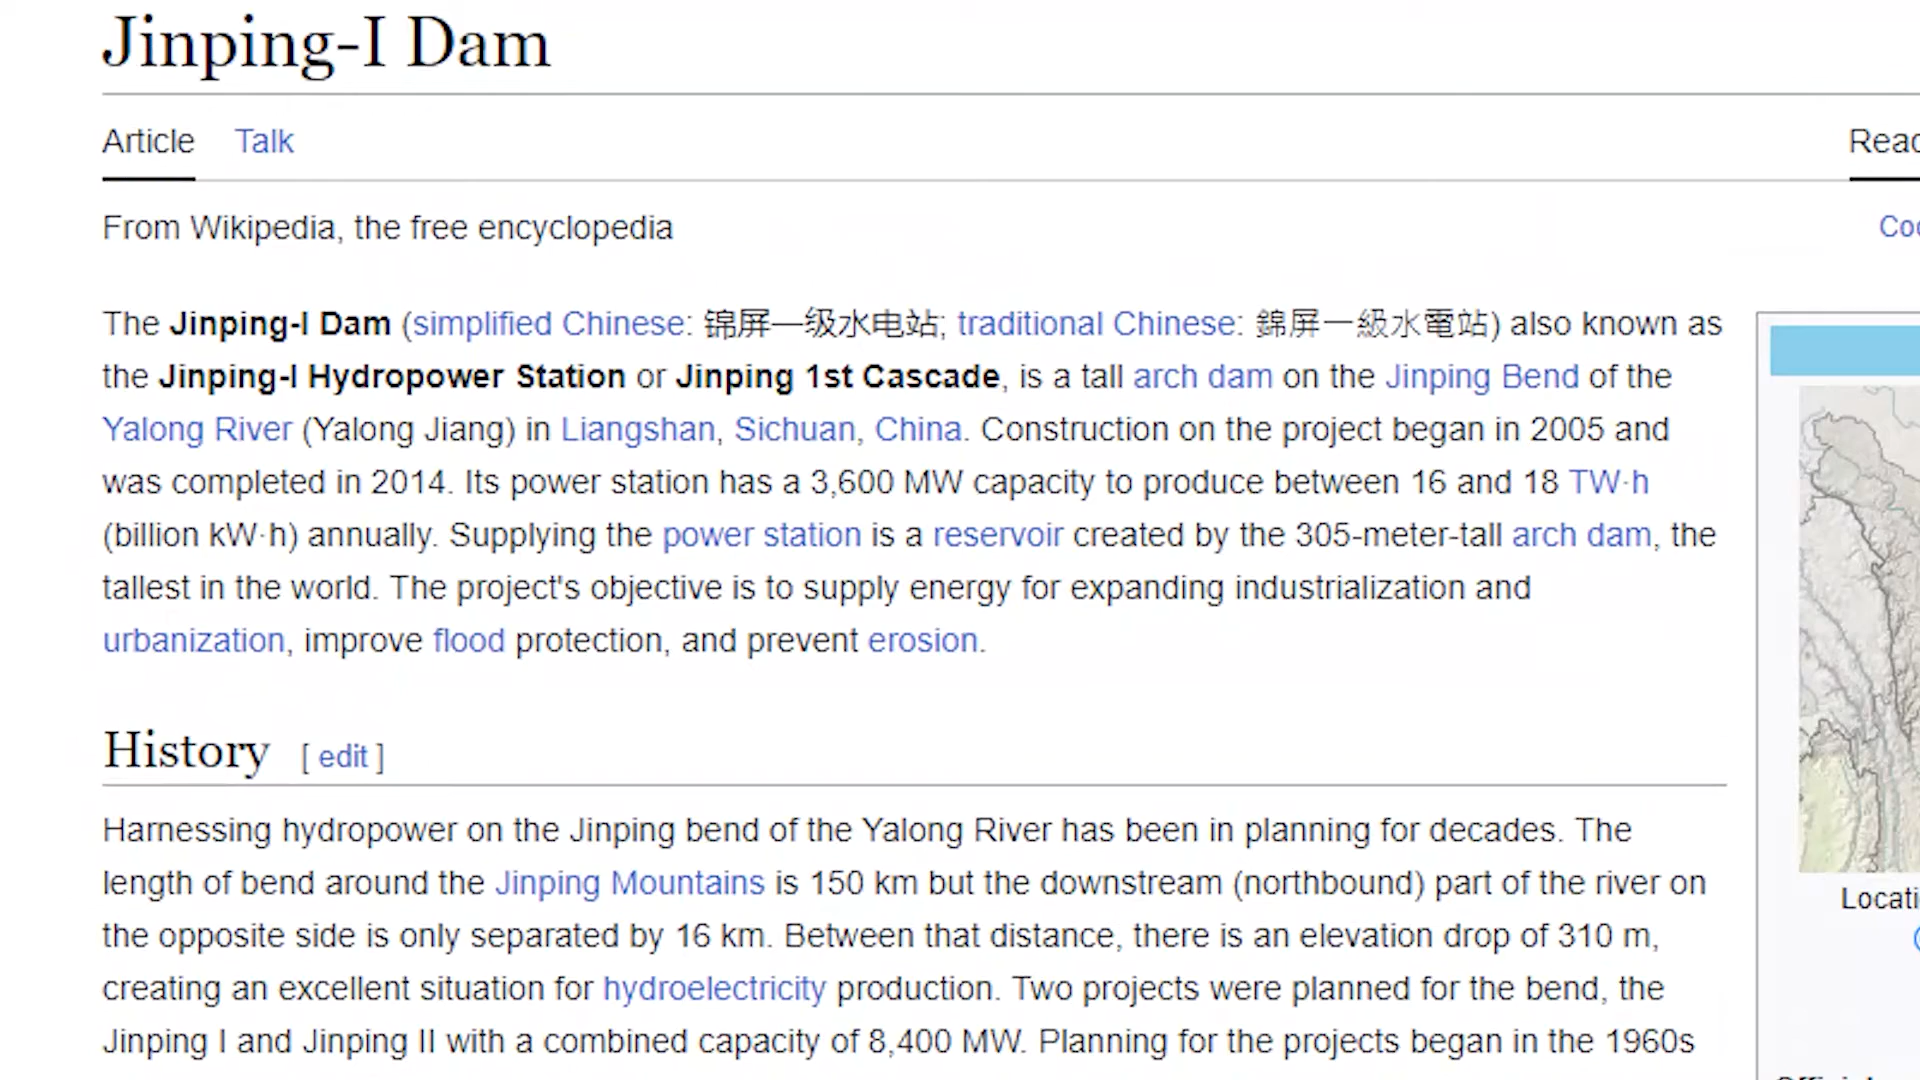 Jinping-I Dam
Article Talk
From Wikipedia, the free encyclopedia
The Jinping-I Dam (simplified Chinese: 锦屏一级水电站; traditional Chinese: 錦屏一級水電站) also known as
the Jinping-I Hydropower Station or Jinping 1st Cascade, is a tall arch dam on the Jinping Bend of the
Yalong River (Yalong Jiang) in Liangshan, Sichuan, China. Construction on the project began in 2005 and
was completed in 2014. Its power station has a 3,600 MW capacity to produce between 16 and 18 TW·h
(billion kW·h) annually. Supplying the power station is a reservoir created by the 305-meter-tall arch dam, the
tallest in the world. The project's objective is to supply energy for expanding industrialization and
urbanization, improve flood protection, and prevent erosion.
History [ edit ]
Harnessing hydropower on the Jinping bend of the Yalong River has been in planning for decades. The
length of bend around the Jinping Mountains is 150 km but the downstream (northbound) part of the river on
the opposite side is only separated by 16 km. Between that distance, there is an elevation drop of 310 m,
creating an excellent situation for hydroelectricity production. Two projects were planned for the bend, the
Jinping I and Jinping II with a combined capacity of 8,400 MW. Planning for the projects began in the 1960s